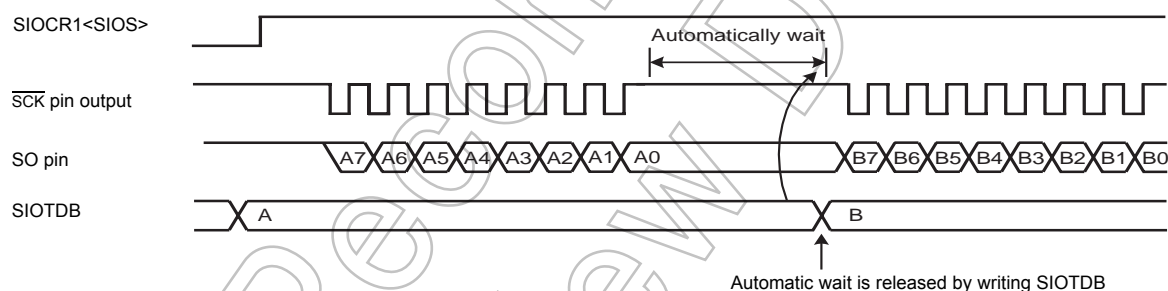 SIOCR1<SIOS>
Automatically wait
SCK pin output
SO pin A7 A6 A5 A4 A3 A2 A1 A0 B7 B6 B5 B4 B3 B2 B1 B0
SIOTDB A B
Automatic wait is released by writing SIOTDB